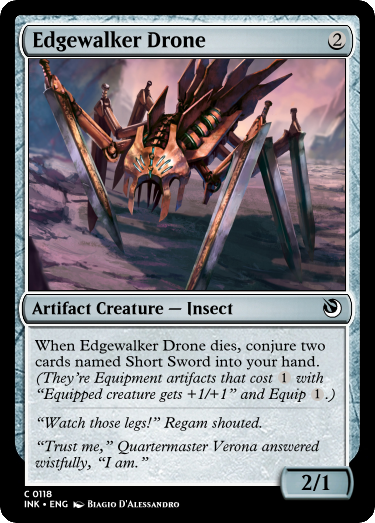 Edgewalker Drone 2
Artifact Creature — Insect
When Edgewalker Drone dies, conjure two
cards named Short Sword into your hand.
(They're Equipment artifacts that cost 1 with
"Equipped creature gets +1/+1" and Equip 1.)
"Watch those legs!" Regam shouted.
"Trust me," Quartermaster Verona answered
wistfully, "I am."
2/1
C 0118
INK • ENG Biagio D'Alessandro